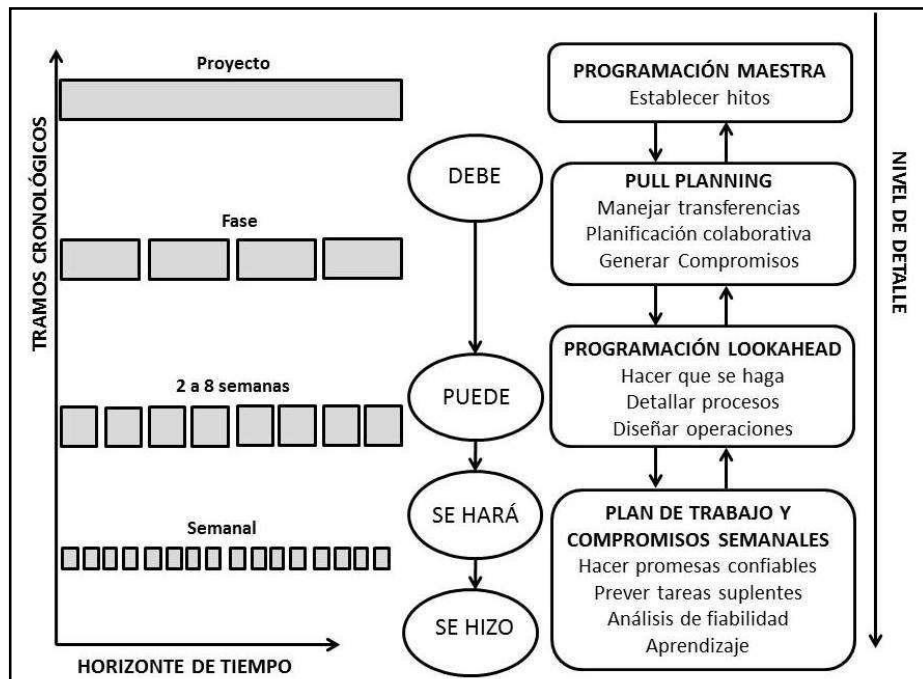 TRAMOS CRONOLÓGICOS
Proyecto
Fase
2 a 8 semanas
Semanal
HORIZONTE DE TIEMPO
DEBE
PUEDE
SE HARÁ
SE HIZO
PROGRAMACIÓN MAESTRA
Establecer hitos
PULL PLANNING
Manejar transferencias
Planificación colaborativa
Generar Compromisos
PROGRAMACIÓN LOOKAHEAD
Hacer que se haga
Detallar procesos
Diseñar operaciones
PLAN DE TRABAJO Y
COMPROMISOS SEMANALES
Hacer promesas confiables
Prever tareas suplentes
Análisis de fiabilidad
Aprendizaje
NIVEL DE DETALLE